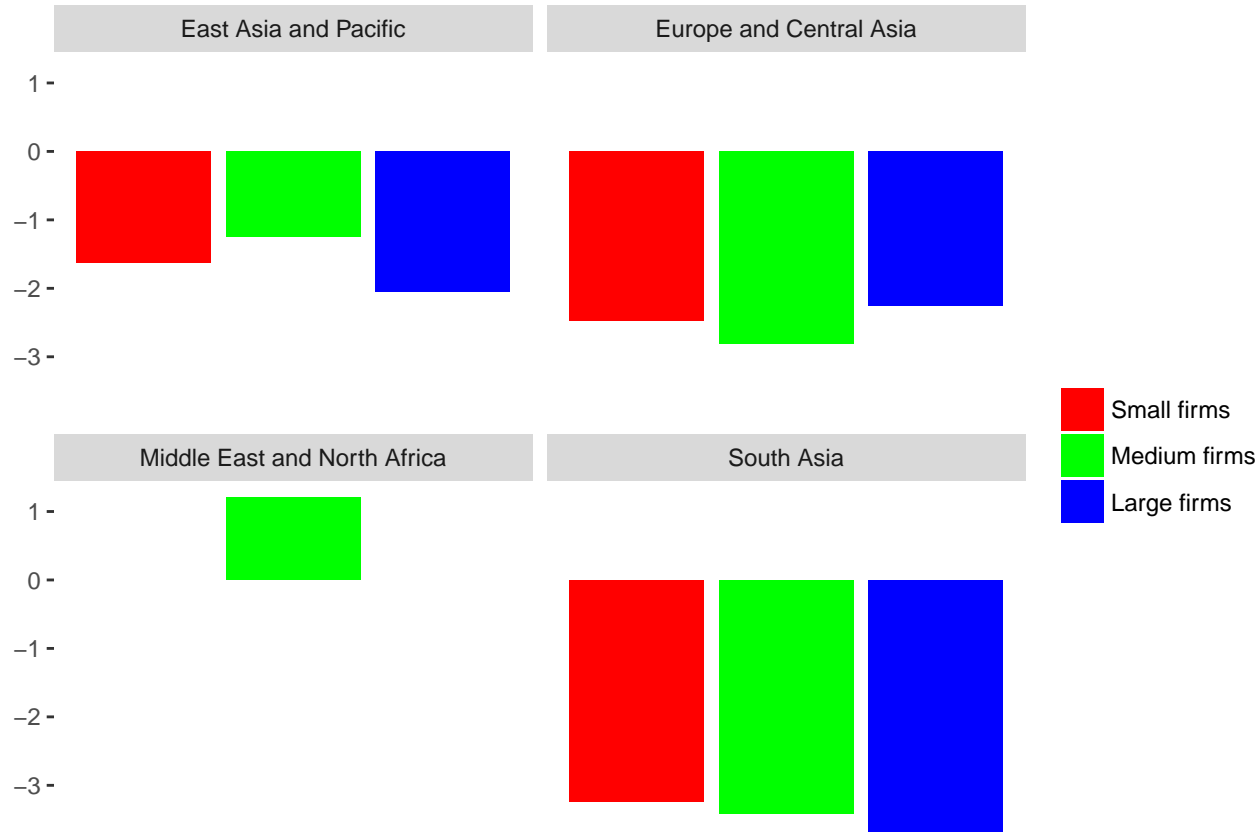 East Asia and Pacific
Europe and Central Asia
1
0
−1
−2
−3
Middle East and North Africa
South Asia
1
0
−1
−2
−3
Small firms
Medium firms
Large firms